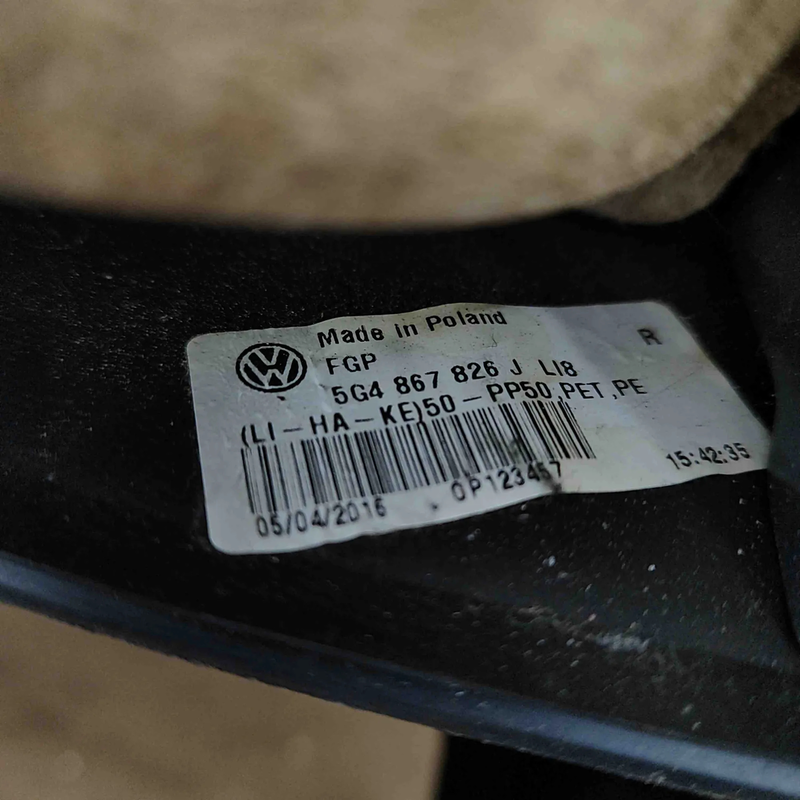 Made in Poland
R
FGP
5G4 867 826 J LI8
(LI-HA-KE)50-PP50,PET,PE
05/04/2016 0P123457 15:42:35